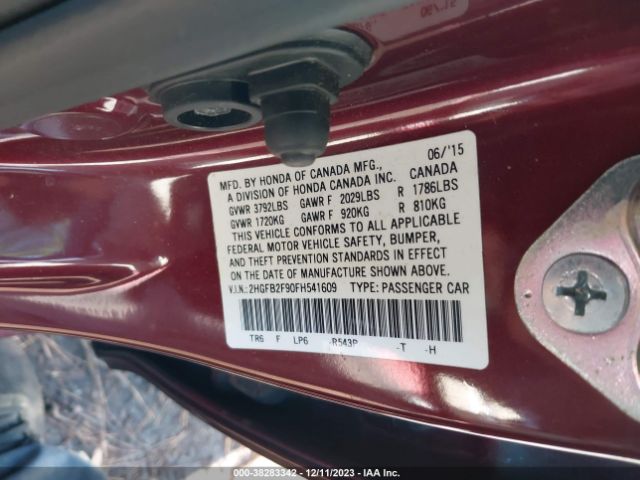 06/'15
MFD. BY HONDA OF CANADA MFG., 06/'15
A DIVISION OF HONDA CANADA INC. CANADA
GVWR 3792LBS GAWR F 2029LBS R 1786LBS
GVWR 1720KG GAWR F 920KG R 810KG
THIS VEHICLE CONFORMS TO ALL APPLICABLE
FEDERAL MOTOR VEHICLE SAFETY, BUMPER,
AND THEFT PREVENTION STANDARDS IN EFFECT
ON THE DATE OF MANUFACTURE SHOWN ABOVE.
V.I.N.: 2HGFB2F90FH541609 TYPE: PASSENGER CAR
TR6 F LP6 -R543P -T -H
000-38283342 - 12/11/2023 - IAA Inc.